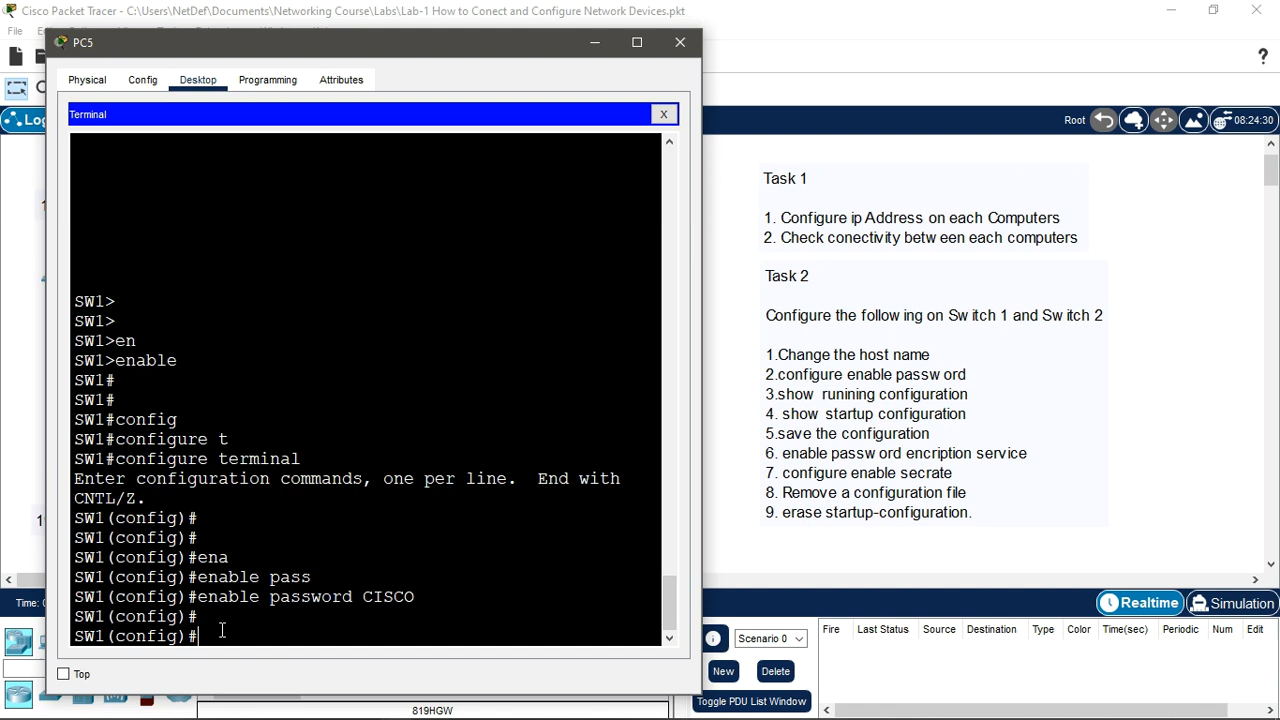 Cisco Packet Tracer - C:\Users\NetDef\Documents\Networking Course\Labs\Lab-1 How to Conect and Configure Network Devices.pkt
File
PC5
Physical Config Desktop Programming Attributes
Terminal
X
SW1>
SW1>
SW1>en
SW1>enable
SW1#
SW1#
SW1#config
SW1#configure t
SW1#configure terminal
Enter configuration commands, one per line. End with
CNTL/Z.
SW1(config)#
SW1(config)#
SW1(config)#ena
SW1(config)#enable pass
SW1(config)#enable password CISCO
SW1(config)#
SW1(config)#
Top
?
Root
08:24:30
Task 1
1. Configure ip Address on each Computers
2. Check conectivity betw een each computers
Task 2
Configure the follow ing on Sw itch 1 and Sw itch 2
1.Change the host name
2.configure enable passw ord
3.show runining configuration
4. show startup configuration
5.save the configuration
6. enable passw ord encription service
7. configure enable secrate
8. Remove a configuration file
9. erase startup-configuration.
Time:
Realtime
Simulation
Scenario 0
New
Delete
Toggle PDU List Window
Fire Last Status Source Destination Type Color Time(sec) Periodic Num Edit
819HGW